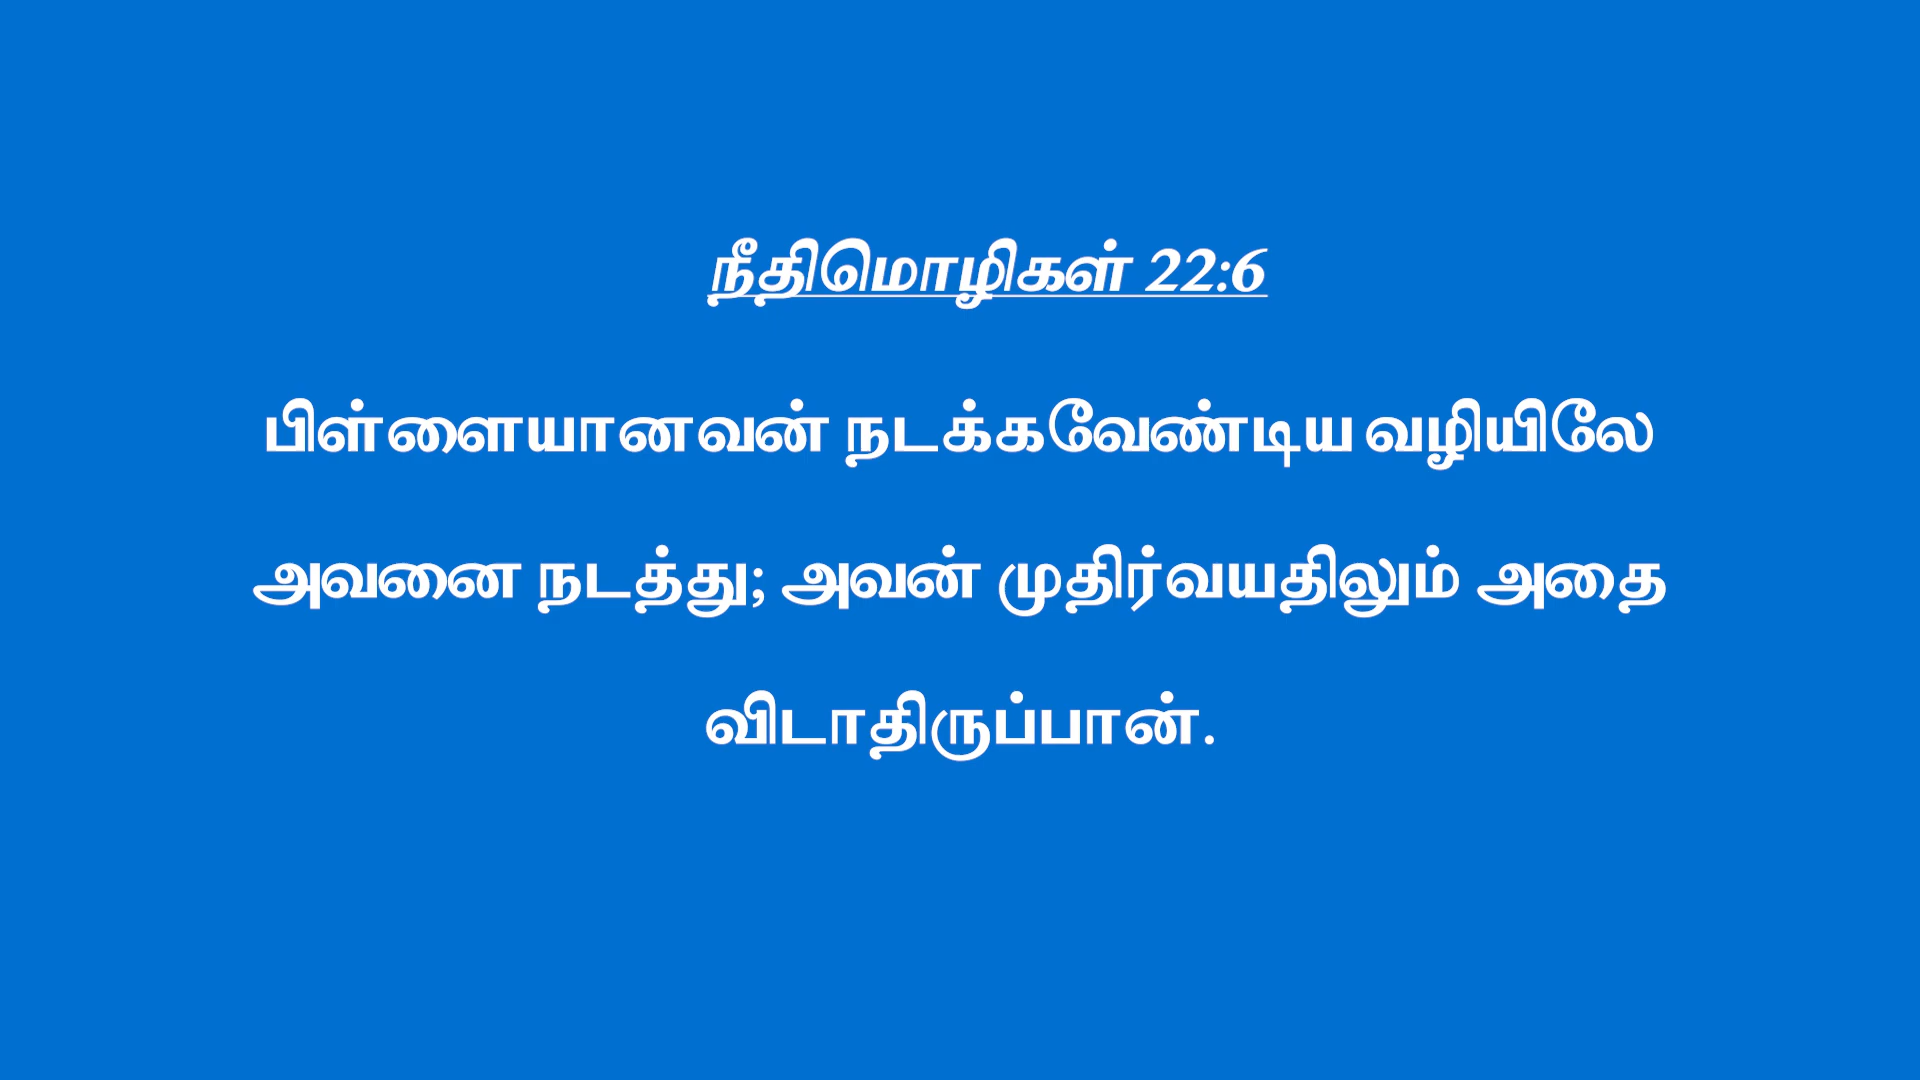 நீதிமொழிகள் 22:6
பிள்ளையானவன் நடக்கவேண்டிய வழியிலே
அவனை நடத்து; அவன் முதிர்வயதிலும் அதை
விடாதிருப்பான்.